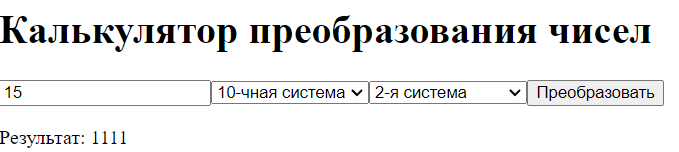 Калькулятор преобразования чисел
15 10-чная система 2-я система Преобразовать
Результат: 1111